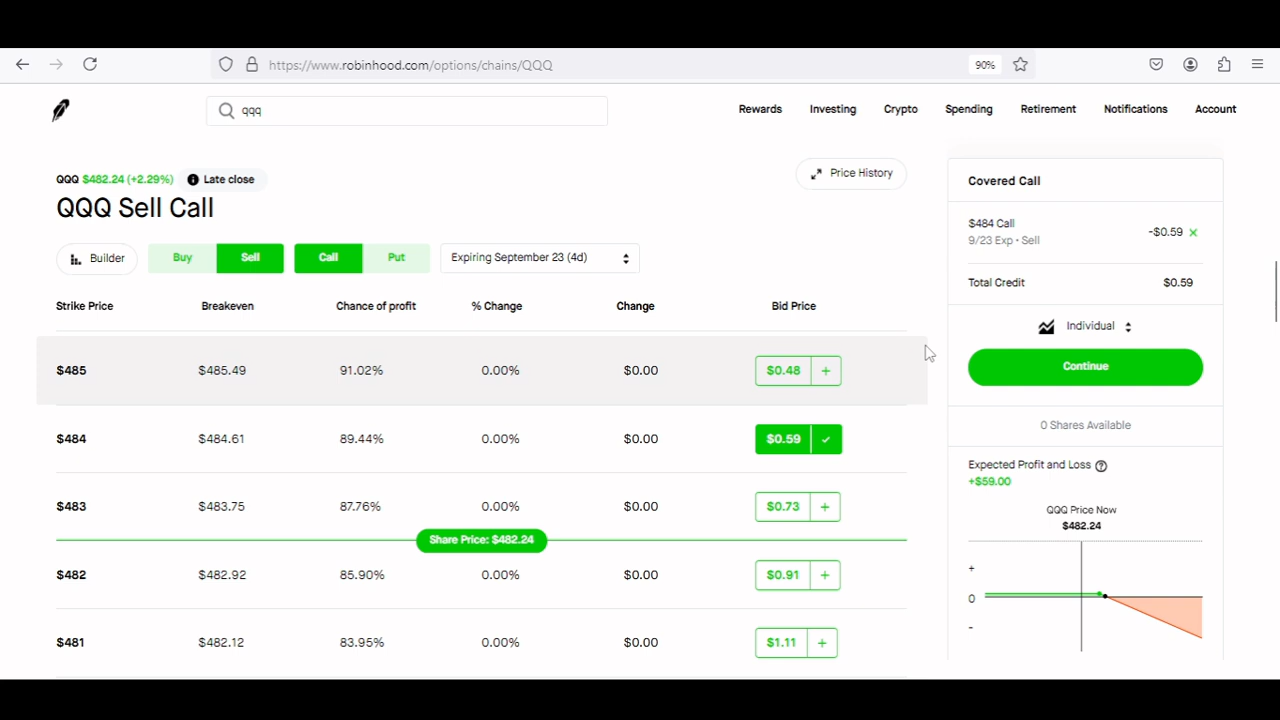 https://www.robinhood.com/options/chains/QQQ
90%
qqq
Rewards Investing Crypto Spending Retirement Notifications Account
QQQ $482.24 (+2.29%) Late close
QQQ Sell Call
Price History
Builder Buy Sell Call Put Expiring September 23 (4d)
Strike Price Breakeven Chance of profit % Change Change Bid Price
$485 $485.49 91.02% 0.00% $0.00 $0.48 +
$484 $484.61 89.44% 0.00% $0.00 $0.59
$483 $483.75 87.76% 0.00% $0.00 $0.73 +
Share Price: $482.24
$482 $482.92 85.90% 0.00% $0.00 $0.91 +
$481 $482.12 83.95% 0.00% $0.00 $1.11 +
Covered Call
$484 Call
9/23 Exp • Sell
-$0.59 ×
Total Credit $0.59
Individual
Continue
0 Shares Available
Expected Profit and Loss ?
+$59.00
QQQ Price Now
$482.24
+
0
-